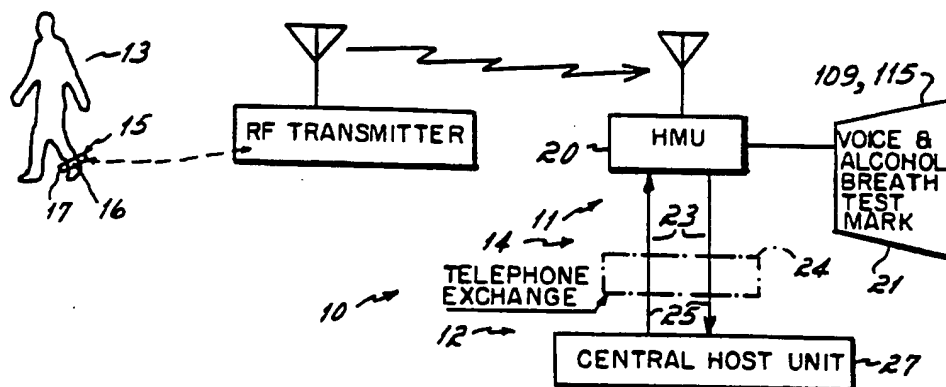 13
15
17
16
RF TRANSMITTER
HMU
20
109, 115
VOICE &
ALCOHOL
BREATH
TEST
MARK
21
11
23
14
24
TELEPHONE
EXCHANGE
10
12
25
CENTRAL HOST UNIT
27